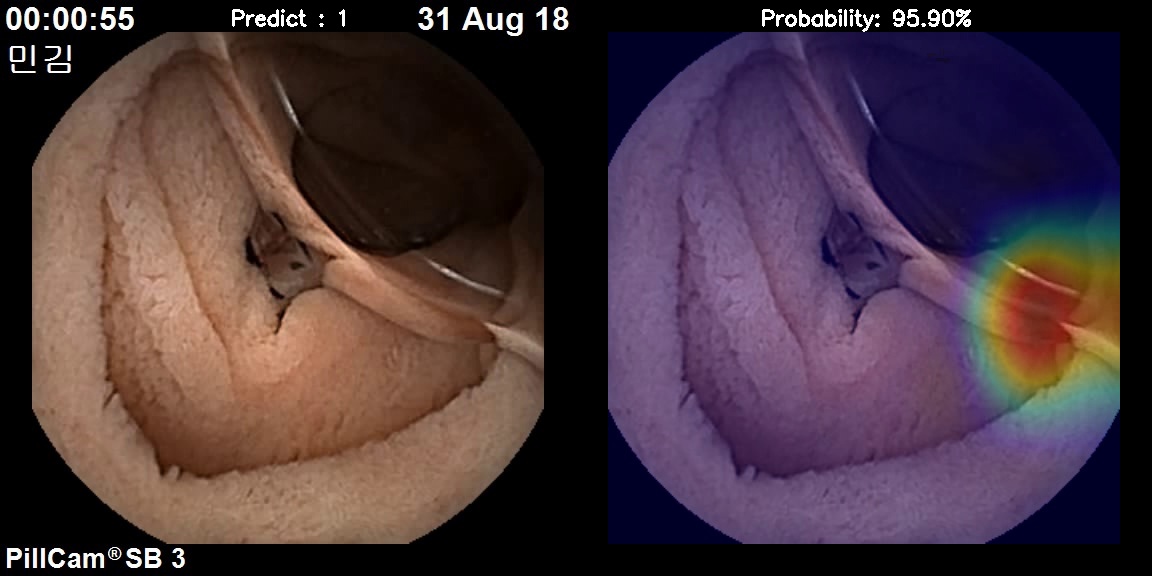 00:00:55 Predict : 1 31 Aug 18 Probability: 95.90%
민김
PillCam® SB 3